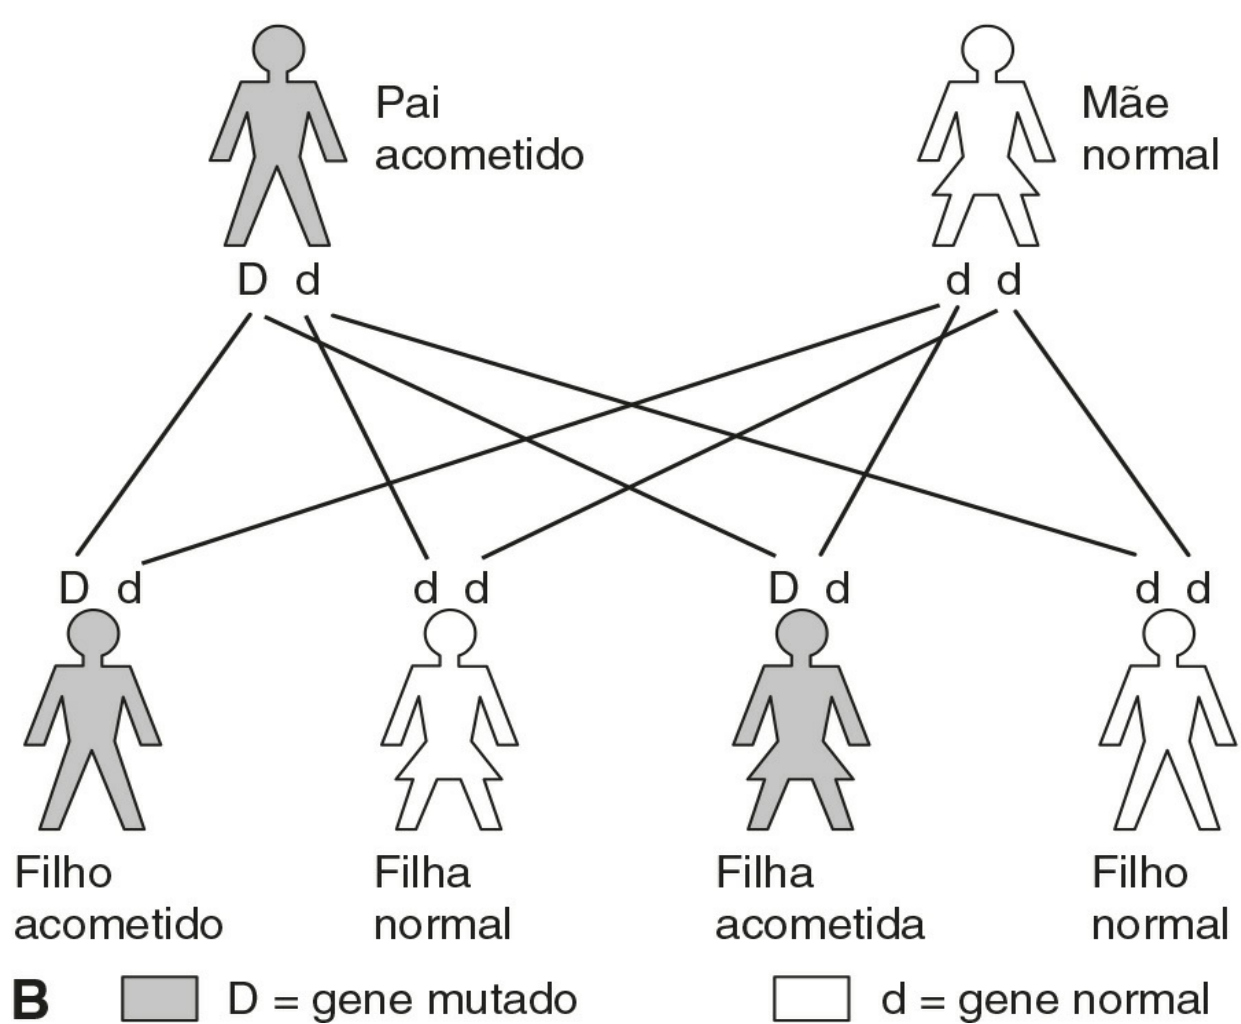 Pai
acometido
Mãe
normal
D d
d d
D d
d d
D d
d d
Filho
acometido
Filha
normal
Filha
acometida
Filho
normal
B
D = gene mutado
d = gene normal